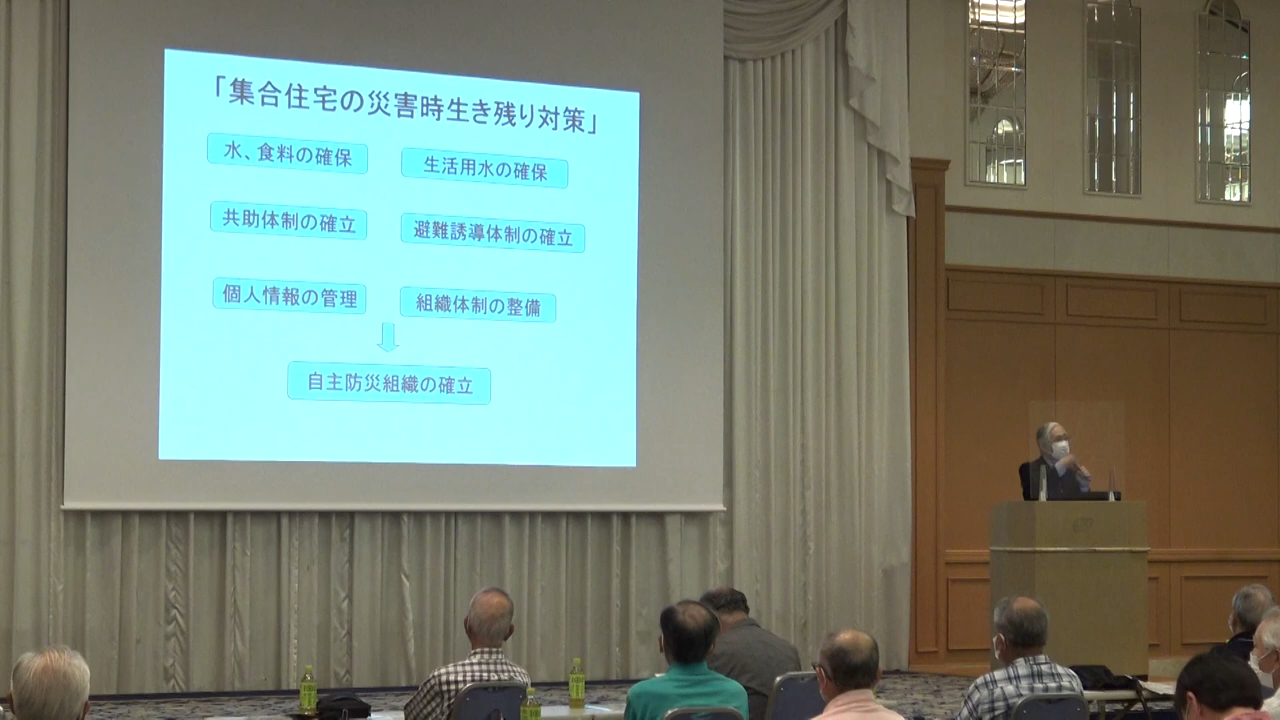 「集合住宅の災害時生き残り対策」
水、食料の確保
生活用水の確保
共助体制の確立
避難誘導体制の確立
個人情報の管理
組織体制の整備
自主防災組織の確立